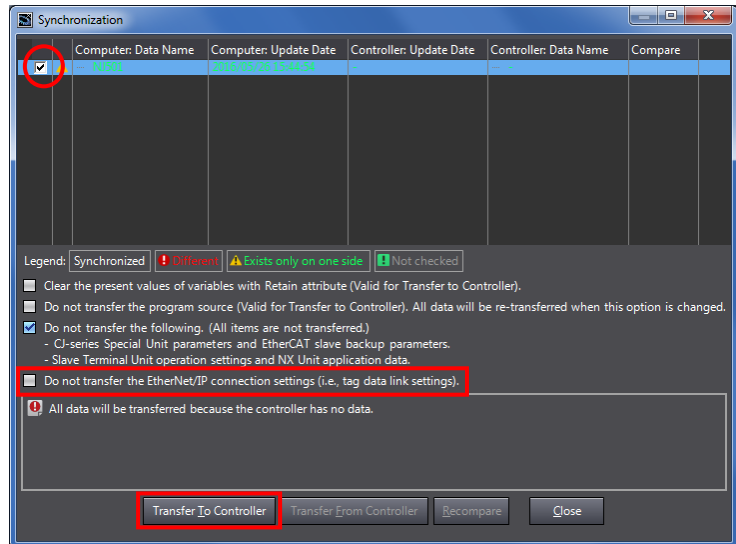 Synchronization
Computer: Data Name Computer: Update Date Controller: Update Date Controller: Data Name Compare
Legend: Synchronized Different Exists only on one side Not checked
Clear the present values of variables with Retain attribute (Valid for Transfer to Controller).
Do not transfer the program source (Valid for Transfer to Controller). All data will be re-transferred when this option is changed.
Do not transfer the following. (All items are not transferred.)
- CJ-series Special Unit parameters and EtherCAT slave backup parameters.
- Slave Terminal Unit operation settings and NX Unit application data.
Do not transfer the EtherNet/IP connection settings (i.e., tag data link settings).
All data will be transferred because the controller has no data.
Transfer To Controller Transfer From Controller Recompare Close